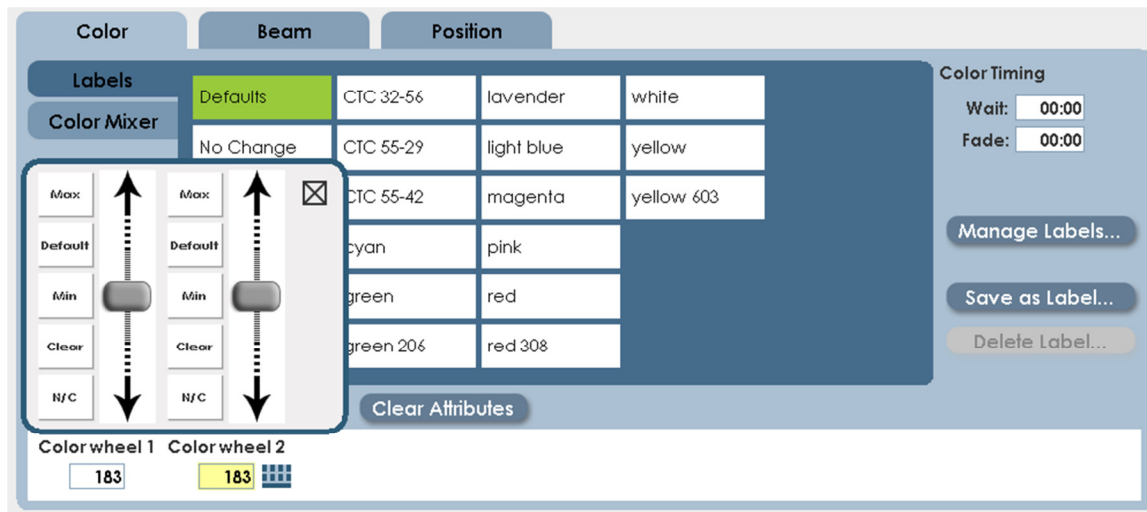 Color Beam Position
Labels
Color Mixer
Defaults CTC 32-56 lavender white
No Change CTC 55-29 light blue yellow
CTC 55-42 magenta yellow 603
cyan pink
green red
green 206 red 308
Color Timing
Wait: 00:00
Fade: 00:00
Manage Labels...
Save as Label...
Delete Label...
Max Max
Default Default
Min Min
Clear Clear
N/C N/C
Clear Attributes
Color wheel 1 Color wheel 2
183 183